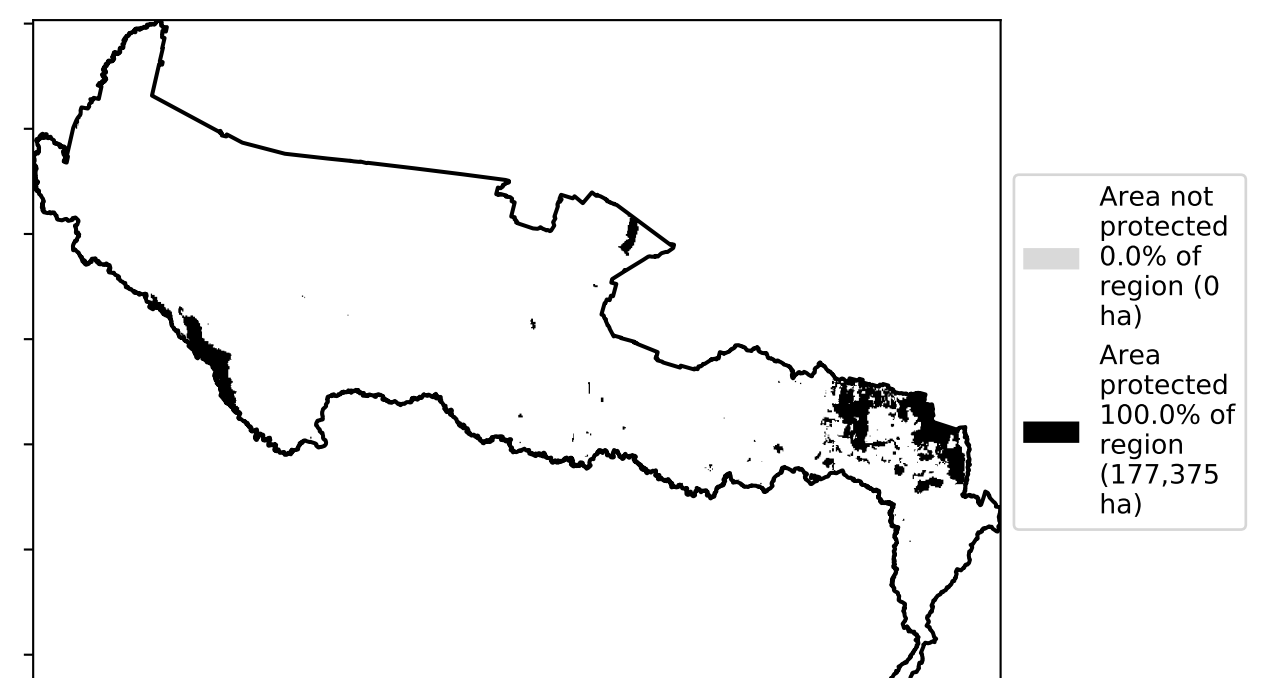 Area not
protected
0.0% of
region (0
ha)
Area
protected
100.0% of
region
(177,375
ha)